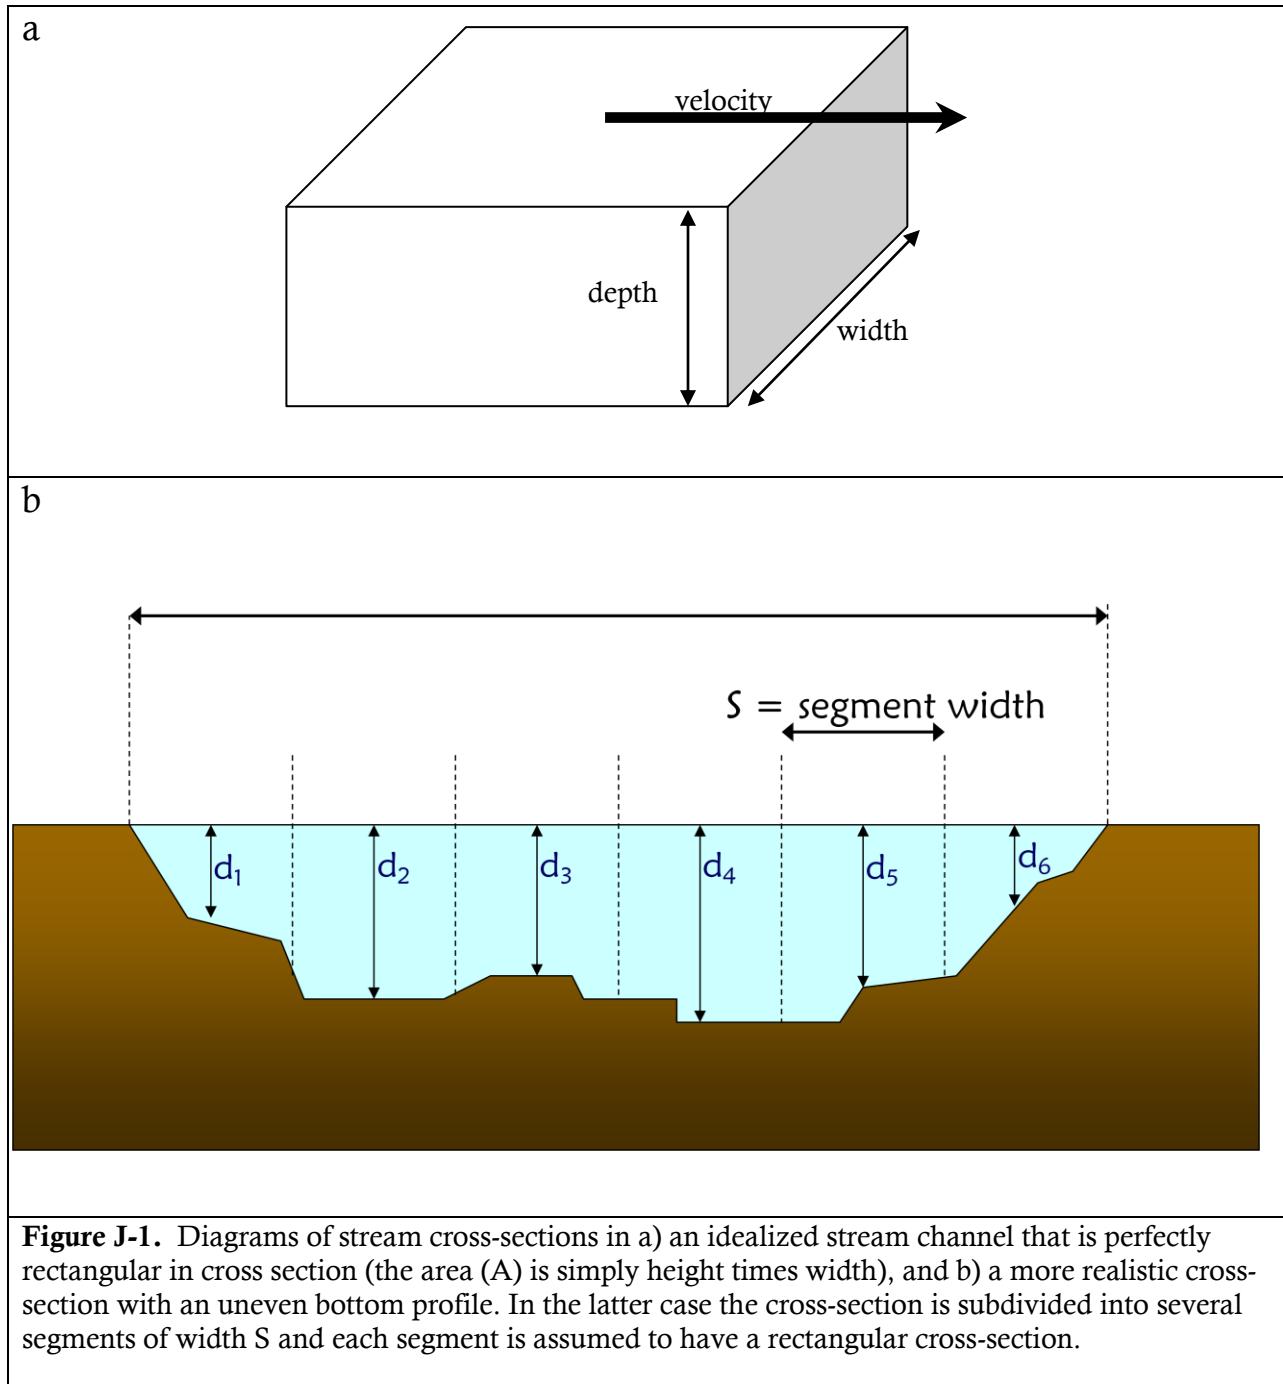 a
velocity
depth
width
b
S = segment width
d₁
d₂
d₃
d₄
d₅
d₆
Figure J-1. Diagrams of stream cross-sections in a) an idealized stream channel that is perfectly
rectangular in cross section (the area (A) is simply height times width), and b) a more realistic cross-
section with an uneven bottom profile. In the latter case the cross-section is subdivided into several
segments of width S and each segment is assumed to have a rectangular cross-section.